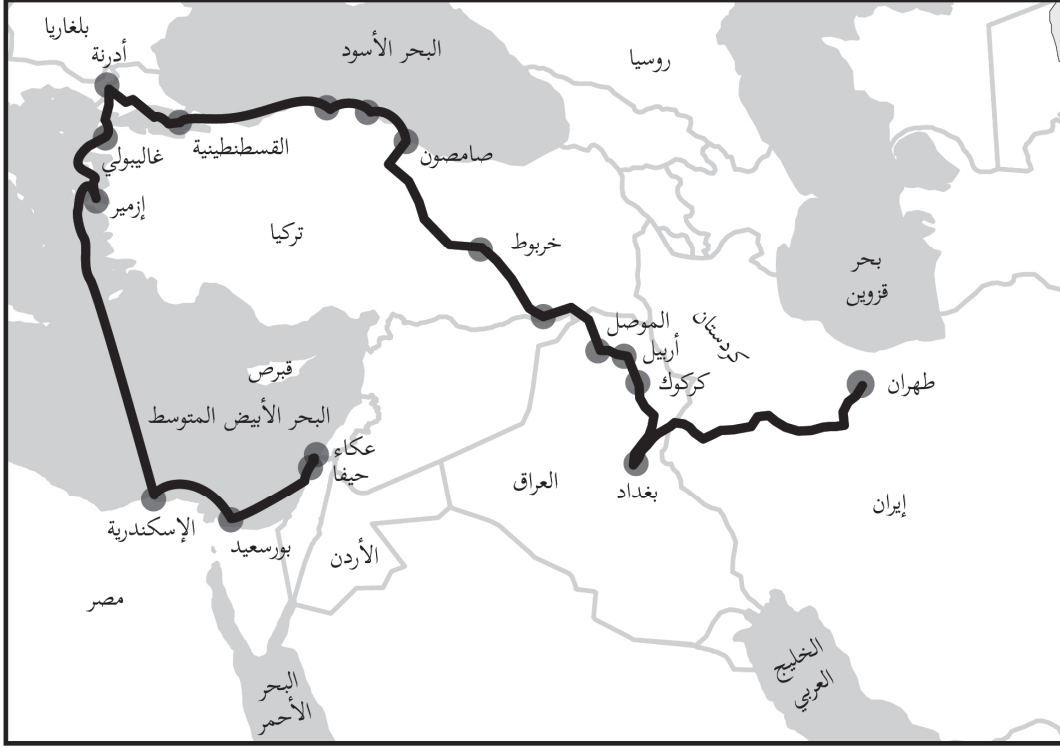 بلغاريا
أدرنة
البحر الأسود
روسيا
غاليبولي
القسطنطينية
صامصون
إزمير
تركيا
خربوط
بحر
قزوين
الموصل
أربيل
كردستان
كركوك
طهران
قبرص
البحر الأبيض المتوسط
عكاء
حيفا
العراق
بغداد
إيران
الإسكندرية
بورسعيد
الأردن
مصر
البحر
الأحمر
الخليج
العربي